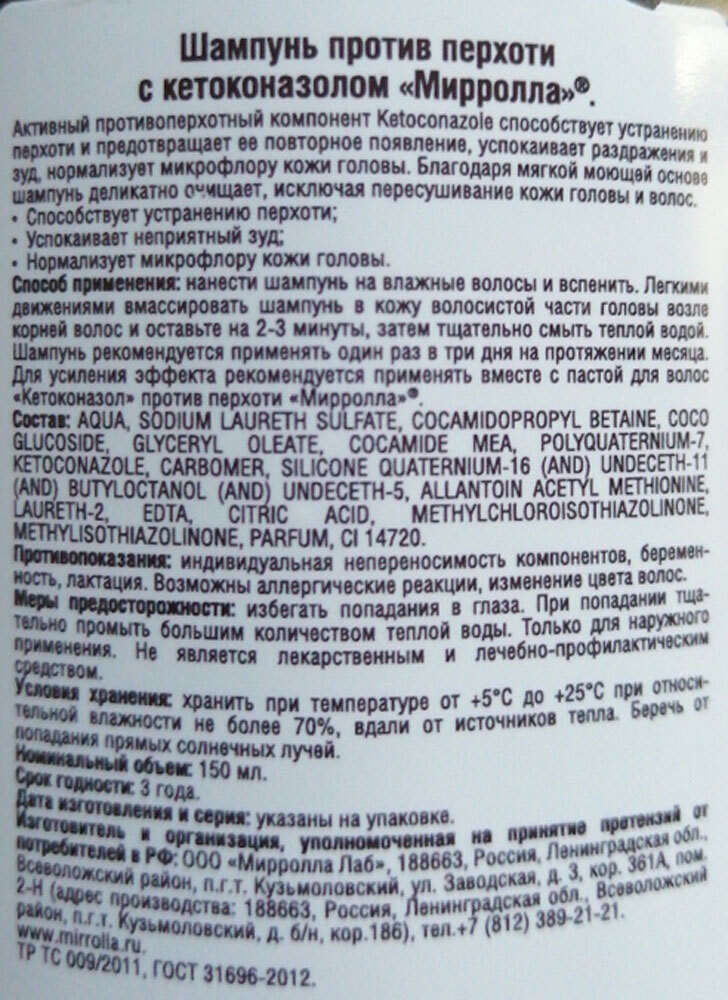 Шампунь против перхоти
с кетоконазолом «Мирролла»®.
Активный противоперхотный компонент Ketoconazole способствует устранению
перхоти и предотвращает ее повторное появление, успокаивает раздражения и
зуд, нормализует микрофлору кожи головы. Благодаря мягкой моющей основе
шампунь деликатно очищает, исключая пересушивание кожи головы и волос.
• Способствует устранению перхоти;
• Успокаивает неприятный зуд;
• Нормализует микрофлору кожи головы.
Способ применения: нанести шампунь на влажные волосы и вспенить. Легкими
движениями вмассировать шампунь в кожу волосистой части головы возле
корней волос и оставьте на 2-3 минуты, затем тщательно смыть теплой водой.
Шампунь рекомендуется применять один раз в три дня на протяжении месяца.
Для усиления эффекта рекомендуется применять вместе с пастой для волос
«Кетоконазол» против перхоти «Мирролла»®.
Состав: AQUA, SODIUM LAURETH SULFATE, COCAMIDOPROPYL BETAINE, COCO
GLUCOSIDE, GLYCERYL OLEATE, COCAMIDE MEA, POLYQUATERNIUM-7,
KETOCONAZOLE, CARBOMER, SILICONE QUATERNIUM-16 (AND) UNDECETH-11
(AND) BUTYLOCTANOL (AND) UNDECETH-5, ALLANTOIN ACETYL METHIONINE,
LAURETH-2, EDTA, CITRIC ACID, METHYLCHLOROISOTHIAZOLINONE,
METHYLISOTHIAZOLINONE, PARFUM, CI 14720.
Противопоказания: индивидуальная непереносимость компонентов, беремен-
ность, лактация. Возможны аллергические реакции, изменение цвета волос.
Меры предосторожности: избегать попадания в глаза. При попадании тща-
тельно промыть большим количеством теплой воды. Только для наружного
применения. Не является лекарственным и лечебно-профилактическим
средством.
Условия хранения: хранить при температуре от +5°C до +25°C при относи-
тельной влажности не более 70%, вдали от источников тепла. Беречь от
попадания прямых солнечных лучей.
Номинальный объем: 150 мл.
Срок годности: 3 года.
Дата изготовления и серия: указаны на упаковке.
Изготовитель и организация, уполномоченная на принятие претензий от
потребителей в РФ: ООО «Мирролла Лаб», 188663, Россия, Ленинградская обл.,
Всеволожский район, п.г.т. Кузьмоловский, ул. Заводская, д. 3, кор. 361А, пом.
2-Н (адрес производства: 188663, Россия, Ленинградская обл., Всеволожский
район, п.г.т. Кузьмоловский, д. б/н, кор.186), тел.+7 (812) 389-21-21.
www.mirrolla.ru.
ТР ТС 009/2011, ГОСТ 31696-2012.